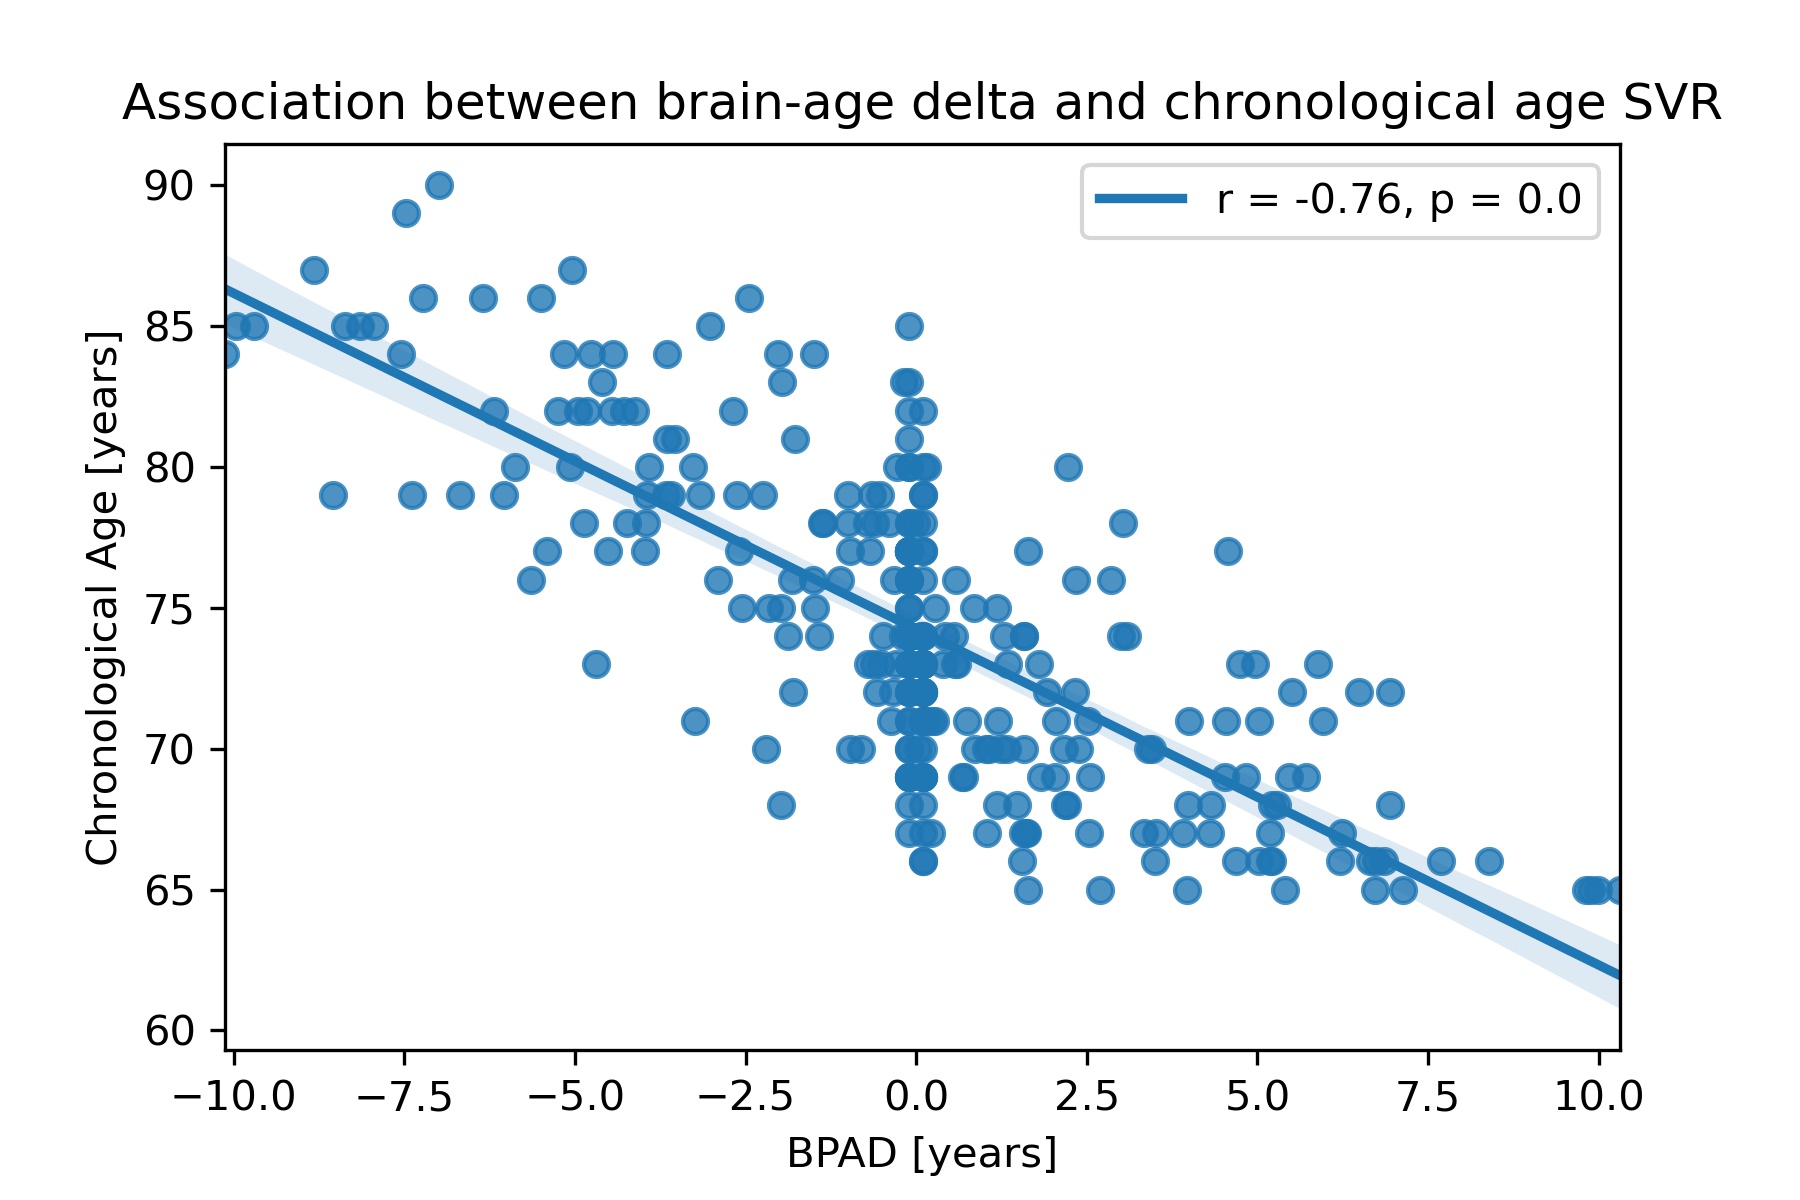 Association between brain-age delta and chronological age SVR
r = -0.76, p = 0.0
Chronological Age [years]
90
85
80
75
70
65
60
−10.0 −7.5 −5.0 −2.5 0.0 2.5 5.0 7.5 10.0
BPAD [years]